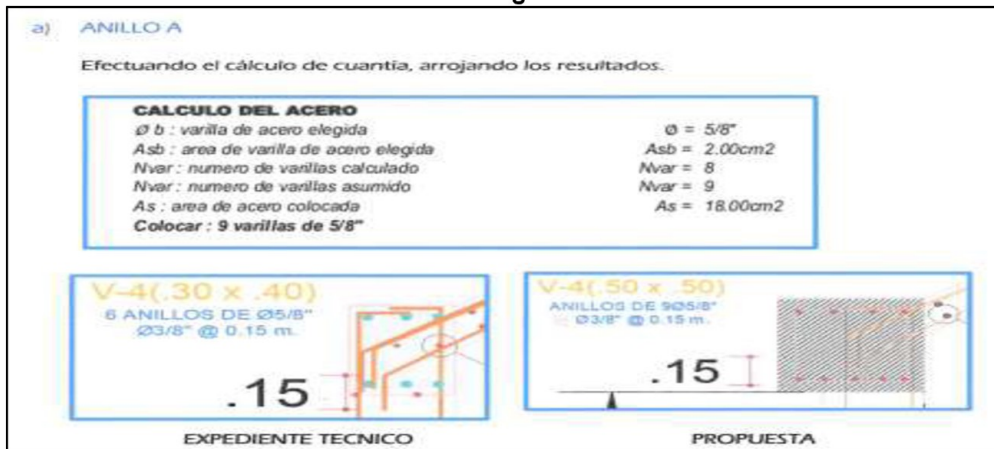 a) ANILLO A
Efectuando el cálculo de cuantía, arrojando los resultados.
CALCULO DEL ACERO
Ø b : varilla de acero elegida Ø = 5/8"
Asb : area de varilla de acero elegida Asb = 2.00cm2
Nvar : numero de varillas calculado Nvar = 8
Nvar : numero de varillas asumido Nvar = 9
As : area de acero colocada As = 18.00cm2
Colocar : 9 varillas de 5/8"
V-4(.30 x .40)
6 ANILLOS DE Ø5/8"
Ø3/8" @ 0.15 m.
.15
EXPEDIENTE TECNICO
V-4(.50 x .50)
ANILLOS DE 9Ø5/8"
Ø3/8" @ 0.15 m.
.15
PROPUESTA